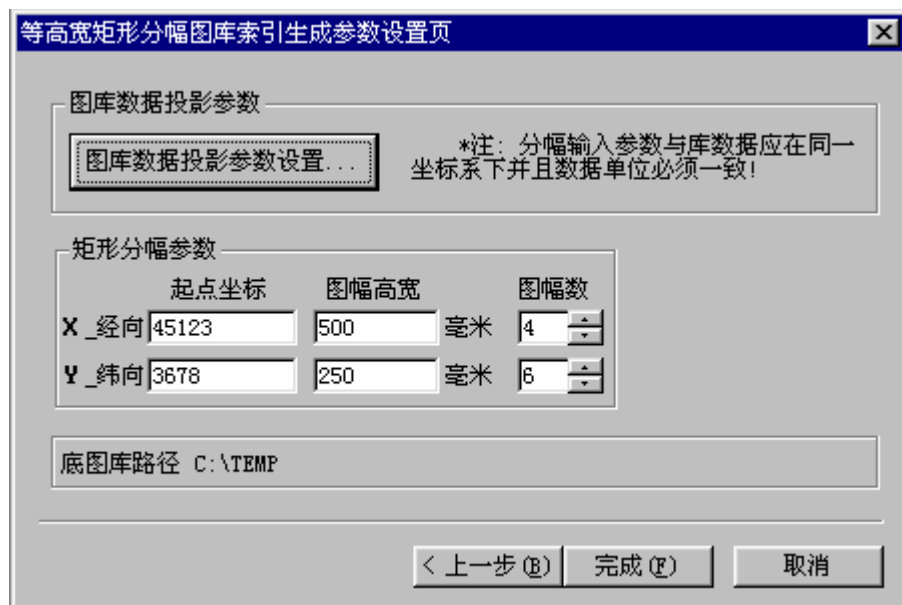 等高宽矩形分幅图库索引生成参数设置页
图库数据投影参数
图库数据投影参数设置...
*注: 分幅输入参数与库数据应在同一
坐标系下并且数据单位必须一致!
矩形分幅参数
起点坐标 图幅高宽 图幅数
X _经向 45123 500 毫米 4
Y _纬向 3678 250 毫米 6
底图库路径 C:\TEMP
< 上一步(B) 完成(F) 取消